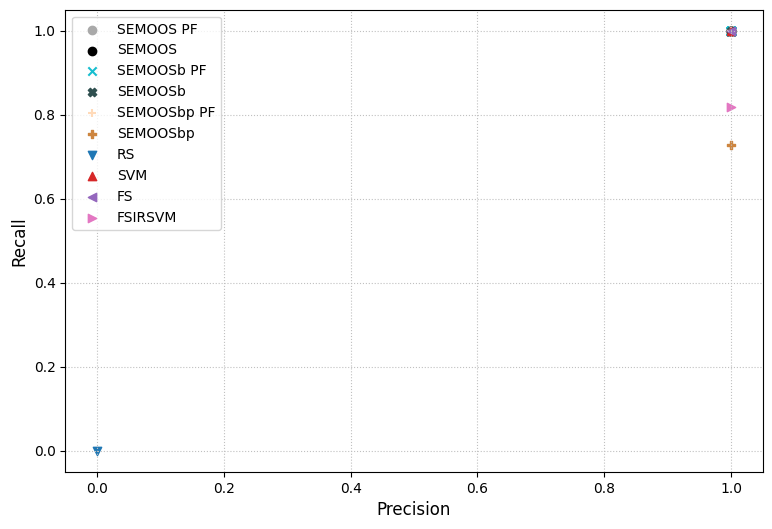 SEMOOS PF
SEMOOS
SEMOOSb PF
SEMOOSb
SEMOOSbp PF
SEMOOSbp
RS
SVM
FS
FSIRSVM
1.0
0.8
0.6
0.4
0.2
0.0
Recall
0.0 0.2 0.4 0.6 0.8 1.0
Precision